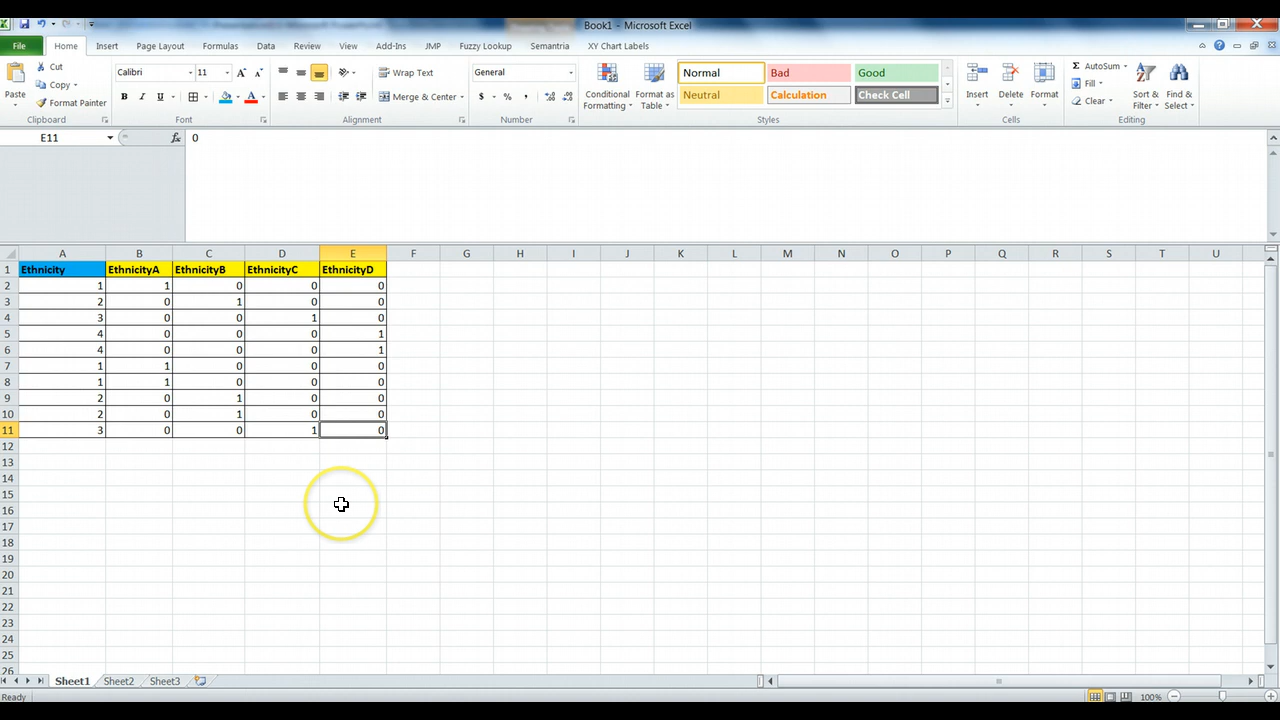 Book1 - Microsoft Excel
File Home Insert Page Layout Formulas Data Review View Add-Ins JMP Fuzzy Lookup Semantria XY Chart Labels
Paste
Cut
Copy
Format Painter
Clipboard
Calibri 11
B I U
Font
Wrap Text
Merge & Center
Alignment
General
$ % ,
Number
Conditional Formatting
Format as Table
Normal Bad Good
Neutral Calculation Check Cell
Styles
Insert Delete Format
Cells
Σ AutoSum
Fill
Clear
Sort & Filter
Find & Select
Editing
E11 fx 0
A B C D E F G H I J K L M N O P Q R S T U
1 Ethnicity EthnicityA EthnicityB EthnicityC EthnicityD
2 1 1 0 0 0
3 2 0 1 0 0
4 3 0 0 1 0
5 4 0 0 0 1
6 4 0 0 0 1
7 1 1 0 0 0
8 1 1 0 0 0
9 2 0 1 0 0
10 2 0 1 0 0
11 3 0 0 1 0
12
13
14
15
16
17
18
19
20
21
22
23
24
25
26
Sheet1 Sheet2 Sheet3
Ready 100%